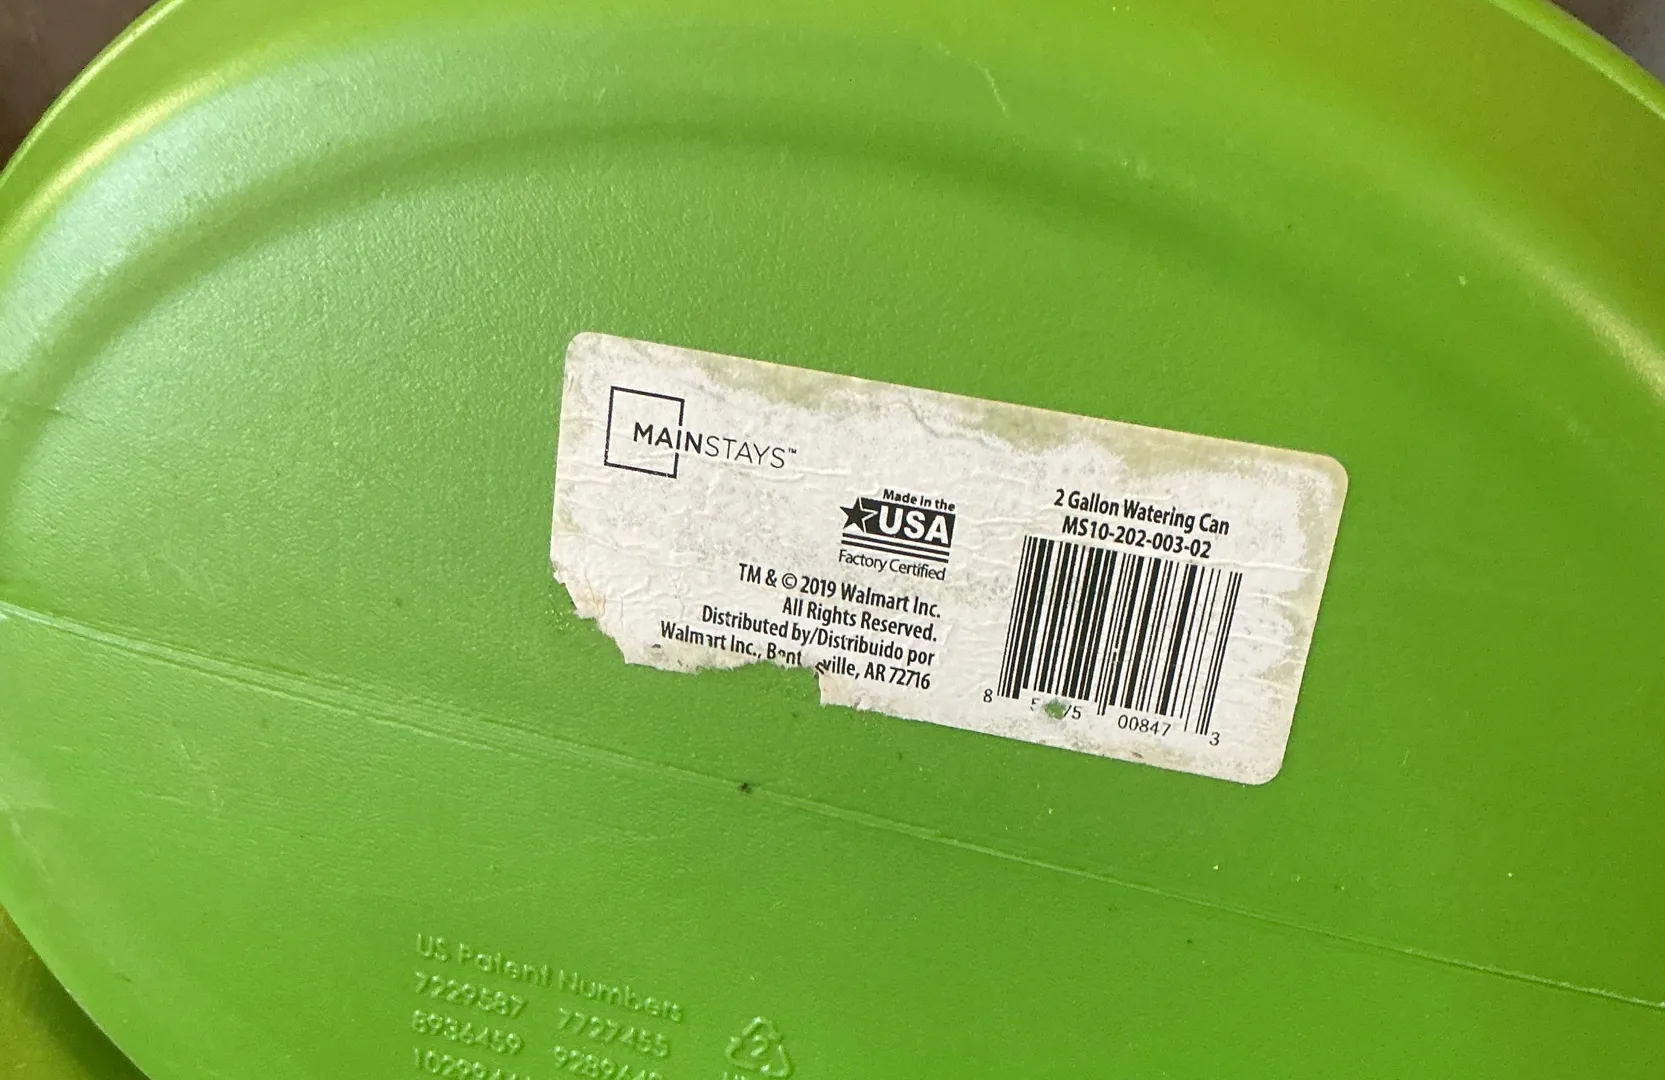 MAINSTAYS™
Made in the
USA
Factory Certified
TM & © 2019 Walmart Inc.
All Rights Reserved.
Distributed by/Distribuido por
Walmart Inc., AR 72716
2 Gallon Watering Can
MS10-202-003-02
8 00847 3
US Patent Numbers
7229587 7727455
8936459
2